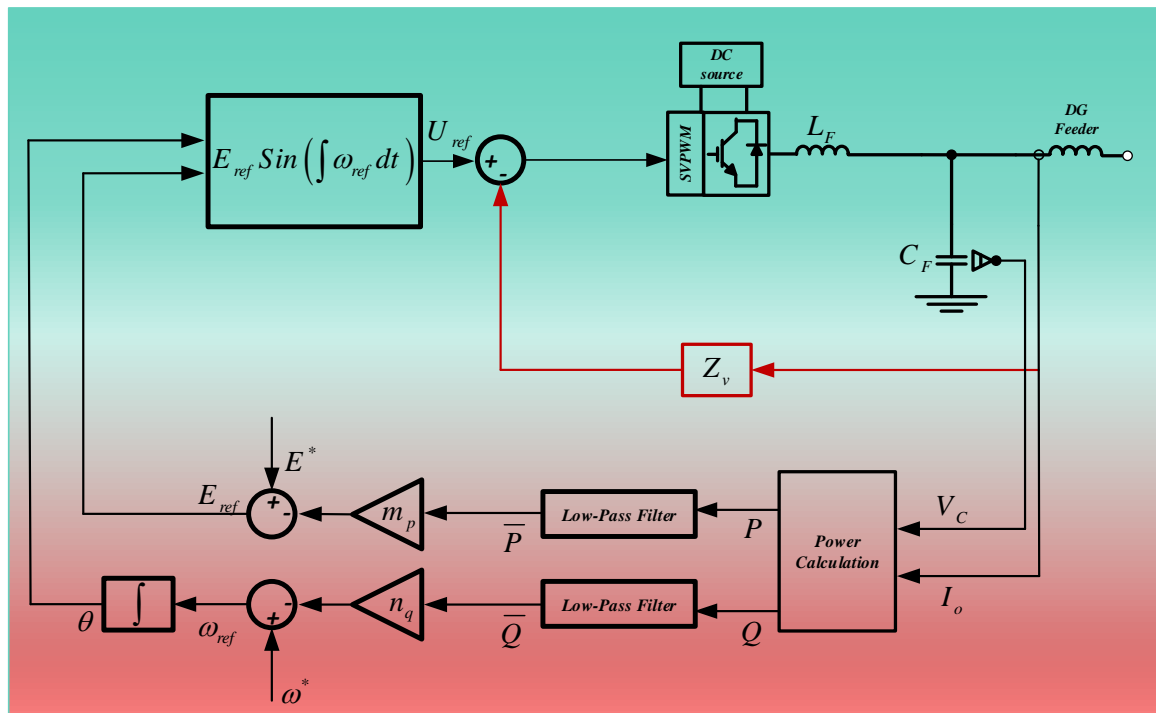 DC
source
DG
Feeder
L_F
U_ref
E_ref Sin(∫ω_ref dt)
+
-
SVPWM
C_F
Z_v
E*
E_ref
+
-
m_p
P̅
Low-Pass Filter
P
Power
Calculation
V_C
I_o
θ
∫
ω_ref
-
+
n_q
Q̅
Low-Pass Filter
Q
ω*